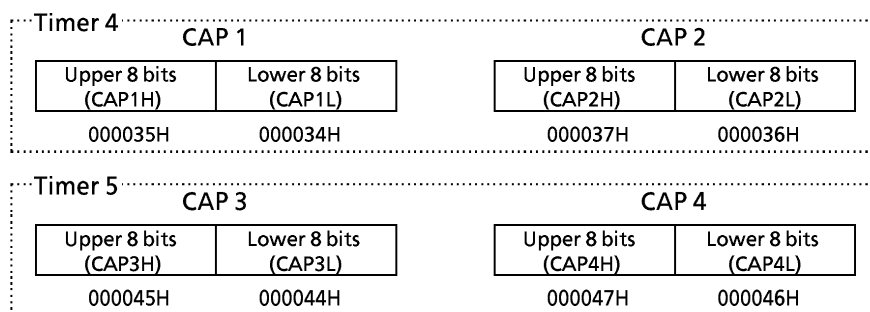 Timer 4
CAP 1 CAP 2
Upper 8 bits Lower 8 bits Upper 8 bits Lower 8 bits
(CAP1H) (CAP1L) (CAP2H) (CAP2L)
000035H 000034H 000037H 000036H
Timer 5
CAP 3 CAP 4
Upper 8 bits Lower 8 bits Upper 8 bits Lower 8 bits
(CAP3H) (CAP3L) (CAP4H) (CAP4L)
000045H 000044H 000047H 000046H